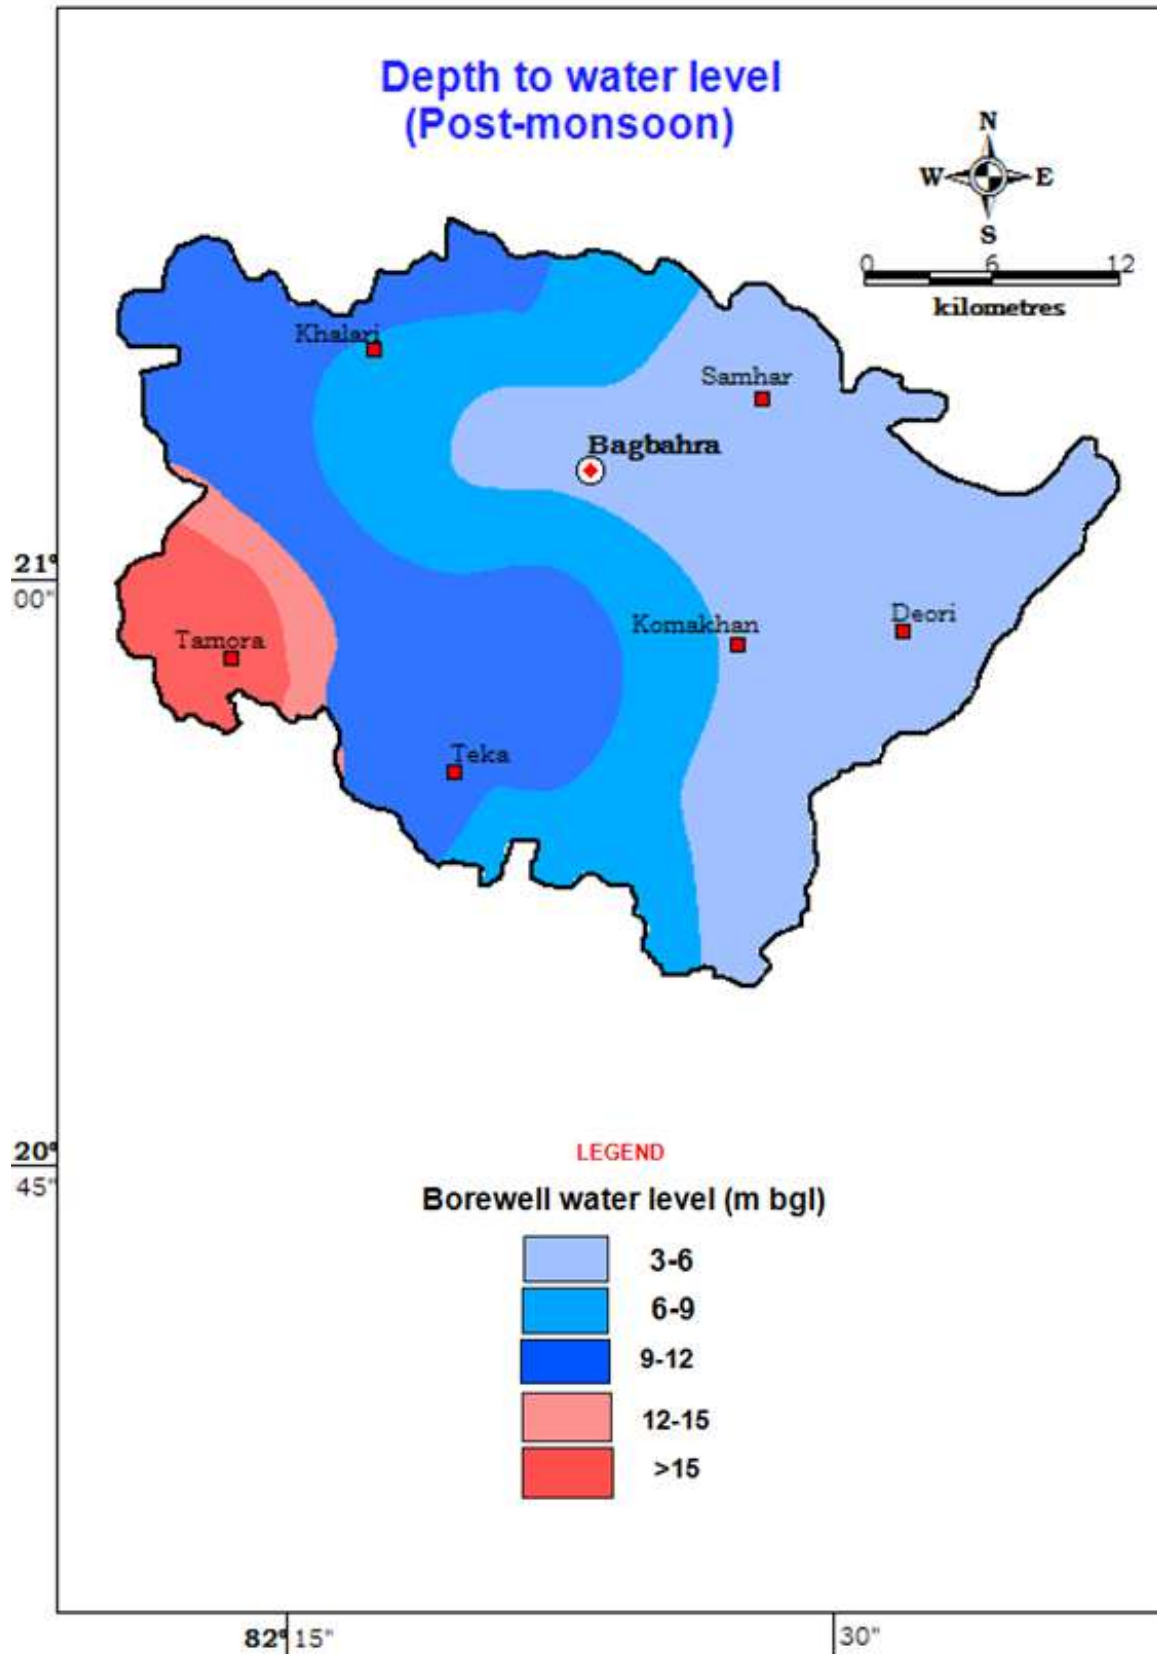 Depth to water level
(Post-monsoon)
N
W E
S
0 6 12
kilometres
Khalari
Samhar
Bagbahra
21°
00"
Komakhan
Deori
Tamora
Teka
20°
45"
LEGEND
Borewell water level (m bgl)
3-6
6-9
9-12
12-15
>15
82° 15" 30"